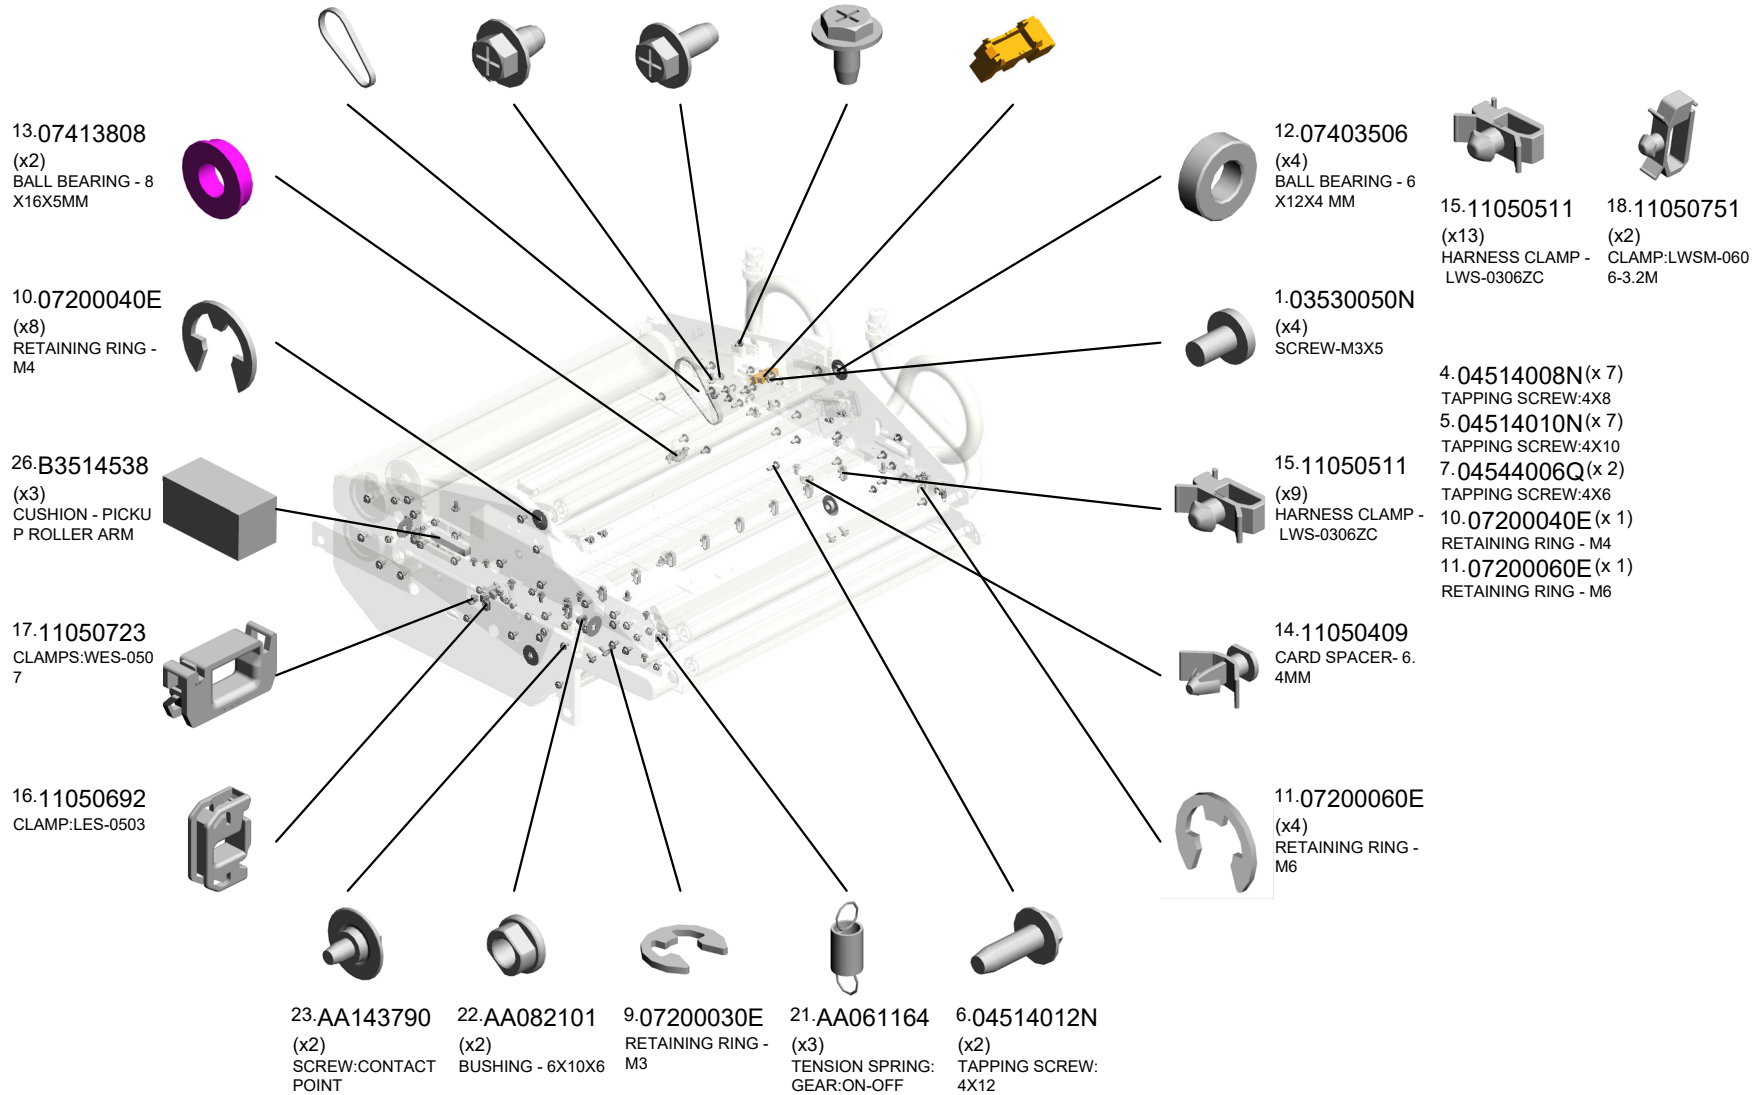 13.07413808
(x2)
BALL BEARING - 8
X16X5MM
10.07200040E
(x8)
RETAINING RING -
M4
26.B3514538
(x3)
CUSHION - PICKU
P ROLLER ARM
17.11050723
CLAMPS:WES-050
7
16.11050692
CLAMP:LES-0503
12.07403506
(x4)
BALL BEARING - 6
X12X4 MM
15.11050511
(x13)
HARNESS CLAMP -
LWS-0306ZC
18.11050751
(x2)
CLAMP:LWSM-060
6-3.2M
1.03530050N
(x4)
SCREW-M3X5
4.04514008N(x 7)
TAPPING SCREW:4X8
5.04514010N(x 7)
TAPPING SCREW:4X10
7.04544006Q(x 2)
TAPPING SCREW:4X6
10.07200040E(x 1)
RETAINING RING - M4
11.07200060E(x 1)
RETAINING RING - M6
15.11050511
(x9)
HARNESS CLAMP -
LWS-0306ZC
14.11050409
CARD SPACER- 6.
4MM
11.07200060E
(x4)
RETAINING RING -
M6
23.AA143790
(x2)
SCREW:CONTACT
POINT
22.AA082101
(x2)
BUSHING - 6X10X6
9.07200030E
RETAINING RING -
M3
21.AA061164
(x3)
TENSION SPRING:
GEAR:ON-OFF
6.04514012N
(x2)
TAPPING SCREW:
4X12